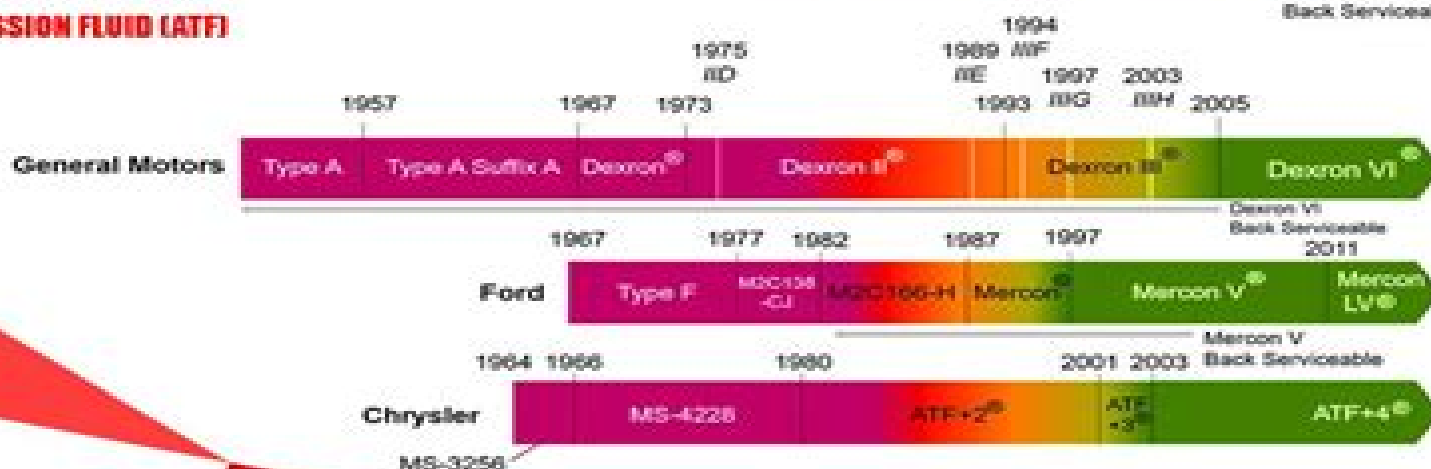 SSION FLUID (ATF)
Back Servicea
1994
1975 1989 IIIF
IID IIE 1997 2003
1957 1967 1973 1993 IIIG IIIH 2005
General Motors Type A Type A Suffix A Dexron® Dexron II® Dexron III® Dexron VI®
Dexron VI
Back Serviceable
1967 1977 1982 1987 1997 2011
Ford Type F M2C138-CJ M2C166-H Mercon® Mercon V® Mercon LV®
Mercon V
1964 1966 1980 2001 2003 Back Serviceable
Chrysler MS-4228 ATF+2® ATF+3® ATF+4®
MS-3256